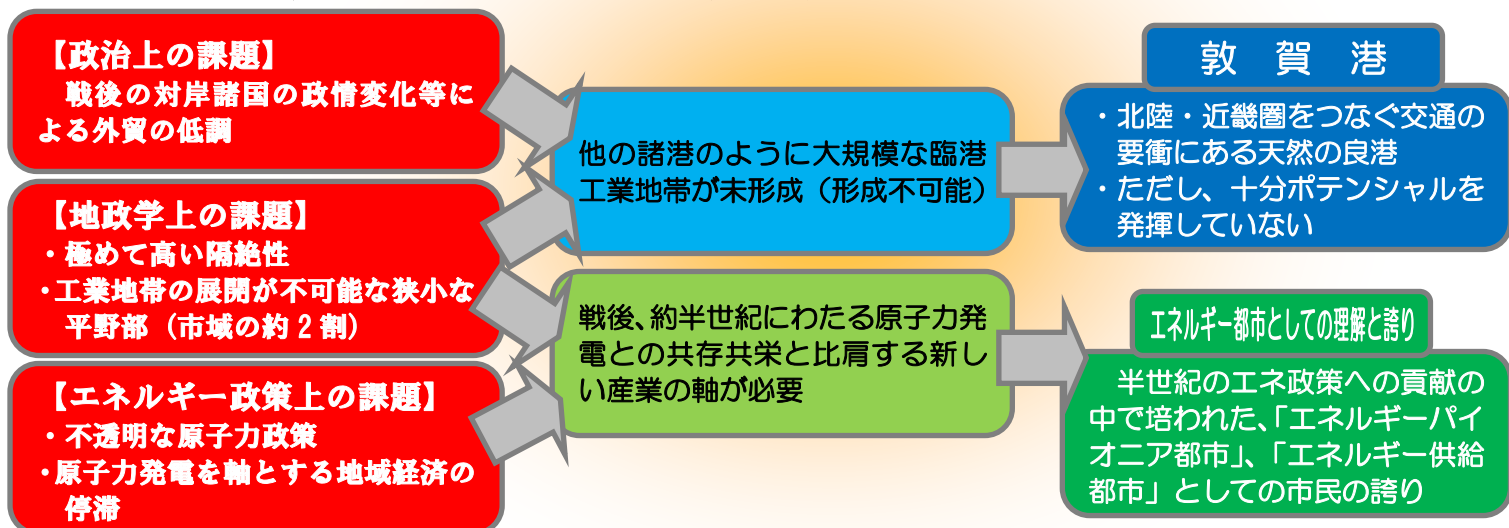 【政治上の課題】
戦後の対岸諸国の政情変化等に
よる外貿の低調
【地政学上の課題】
・極めて高い隔絶性
・工業地帯の展開が不可能な狭小な
平野部(市域の約2割)
【エネルギー政策上の課題】
・不透明な原子力政策
・原子力発電を軸とする地域経済の
停滞
他の諸港のように大規模な臨港
工業地帯が未形成(形成不可能)
戦後、約半世紀にわたる原子力発
電との共存共栄と比肩する新し
い産業の軸が必要
敦 賀 港
・北陸・近畿圏をつなぐ交通の
要衝にある天然の良港
・ただし、十分ポテンシャルを
発揮していない
エネルギー都市としての理解と誇り
半世紀のエネ政策への貢献の
中で培われた、「エネルギーパイ
オニア都市」、「エネルギー供給
都市」としての市民の誇り